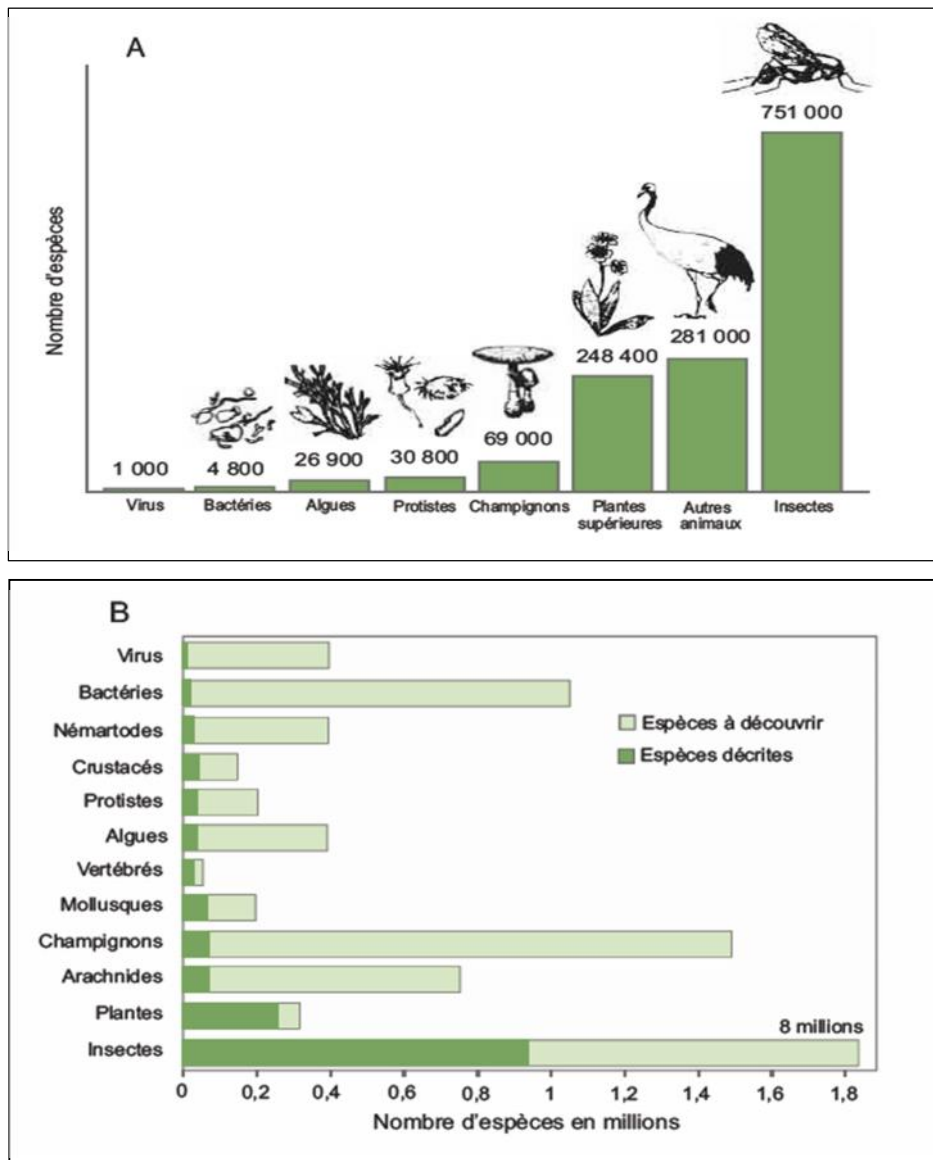 A
Nombre d'espèces
1 000
4 800
26 900
30 800
69 000
248 400
281 000
751 000
Virus
Bactéries
Algues
Protistes
Champignons
Plantes
supérieures
Autres
animaux
Insectes
B
Virus
Bactéries
Némartodes
Crustacés
Protistes
Algues
Vertébrés
Mollusques
Champignons
Arachnides
Plantes
Insectes
Espèces à découvrir
Espèces décrites
8 millions
0 0,2 0,4 0,6 0,8 1 1,2 1,4 1,6 1,8
Nombre d'espèces en millions